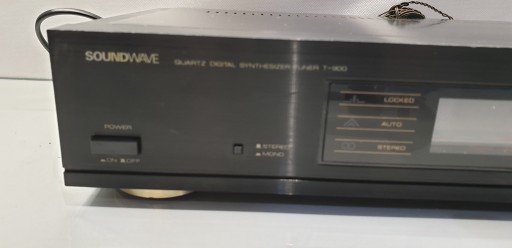 SOUNDWAVE
QUARTZ DIGITAL SYNTHESIZER TUNER T-900
LOCKED
AUTO
STEREO
POWER
ON OFF
STEREO
MONO